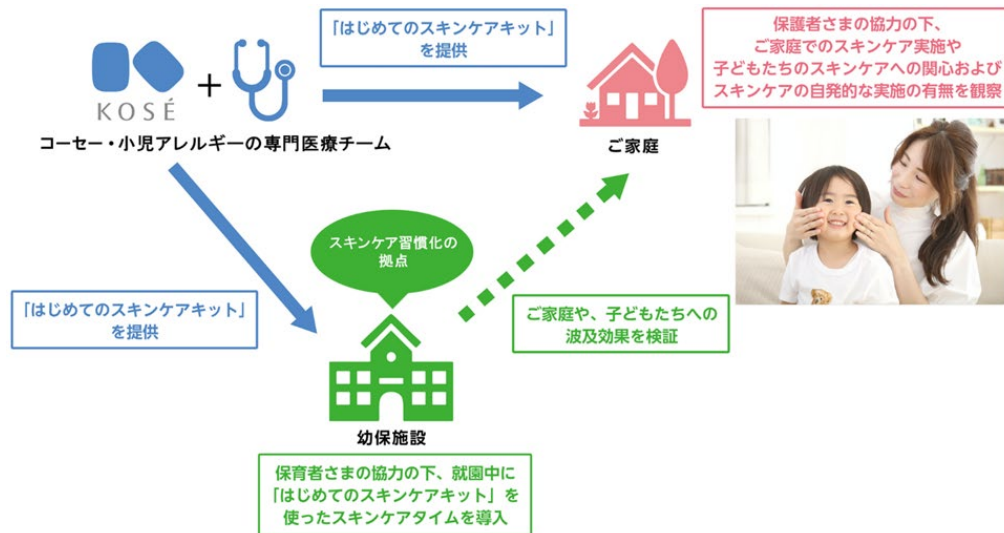 「はじめてのスキンケアキット」
を提供
保護者さまの協力の下、
ご家庭でのスキンケア実施や
子どもたちのスキンケアへの関心および
スキンケアの自発的な実施の有無を観察
KOSÉ
+
コーセー・小児アレルギーの専門医療チーム
ご家庭
スキンケア習慣化の
拠点
「はじめてのスキンケアキット」
を提供
ご家庭や、子どもたちへの
波及効果を検証
幼保施設
保育者さまの協力の下、就園中に
「はじめてのスキンケアキット」を
使ったスキンケアタイムを導入